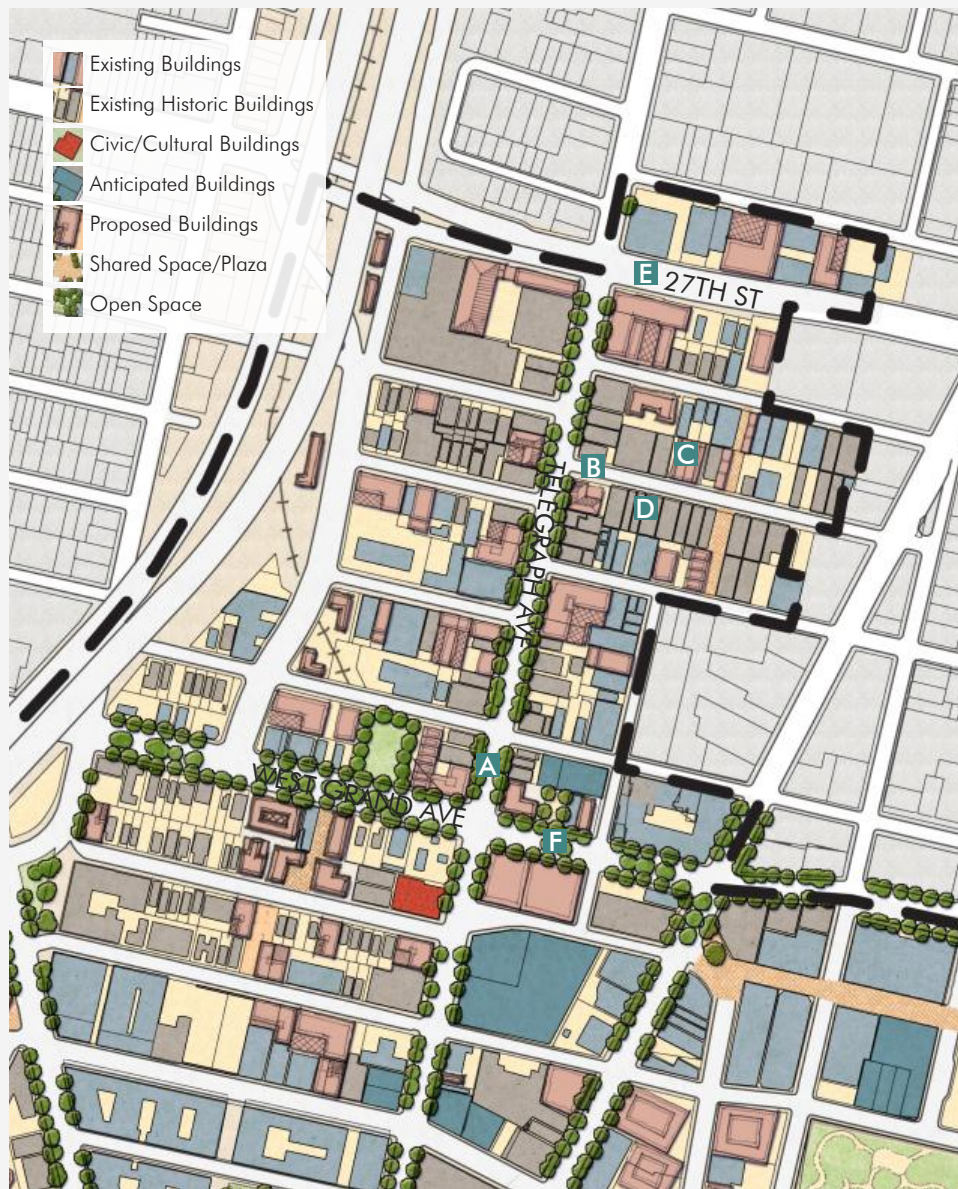 Existing Buildings
Existing Historic Buildings
Civic/Cultural Buildings
Anticipated Buildings
Proposed Buildings
Shared Space/Plaza
Open Space
E
27TH ST
B
C
D
TELEGRAPH AVE
A
WEST GRAND AVE
F